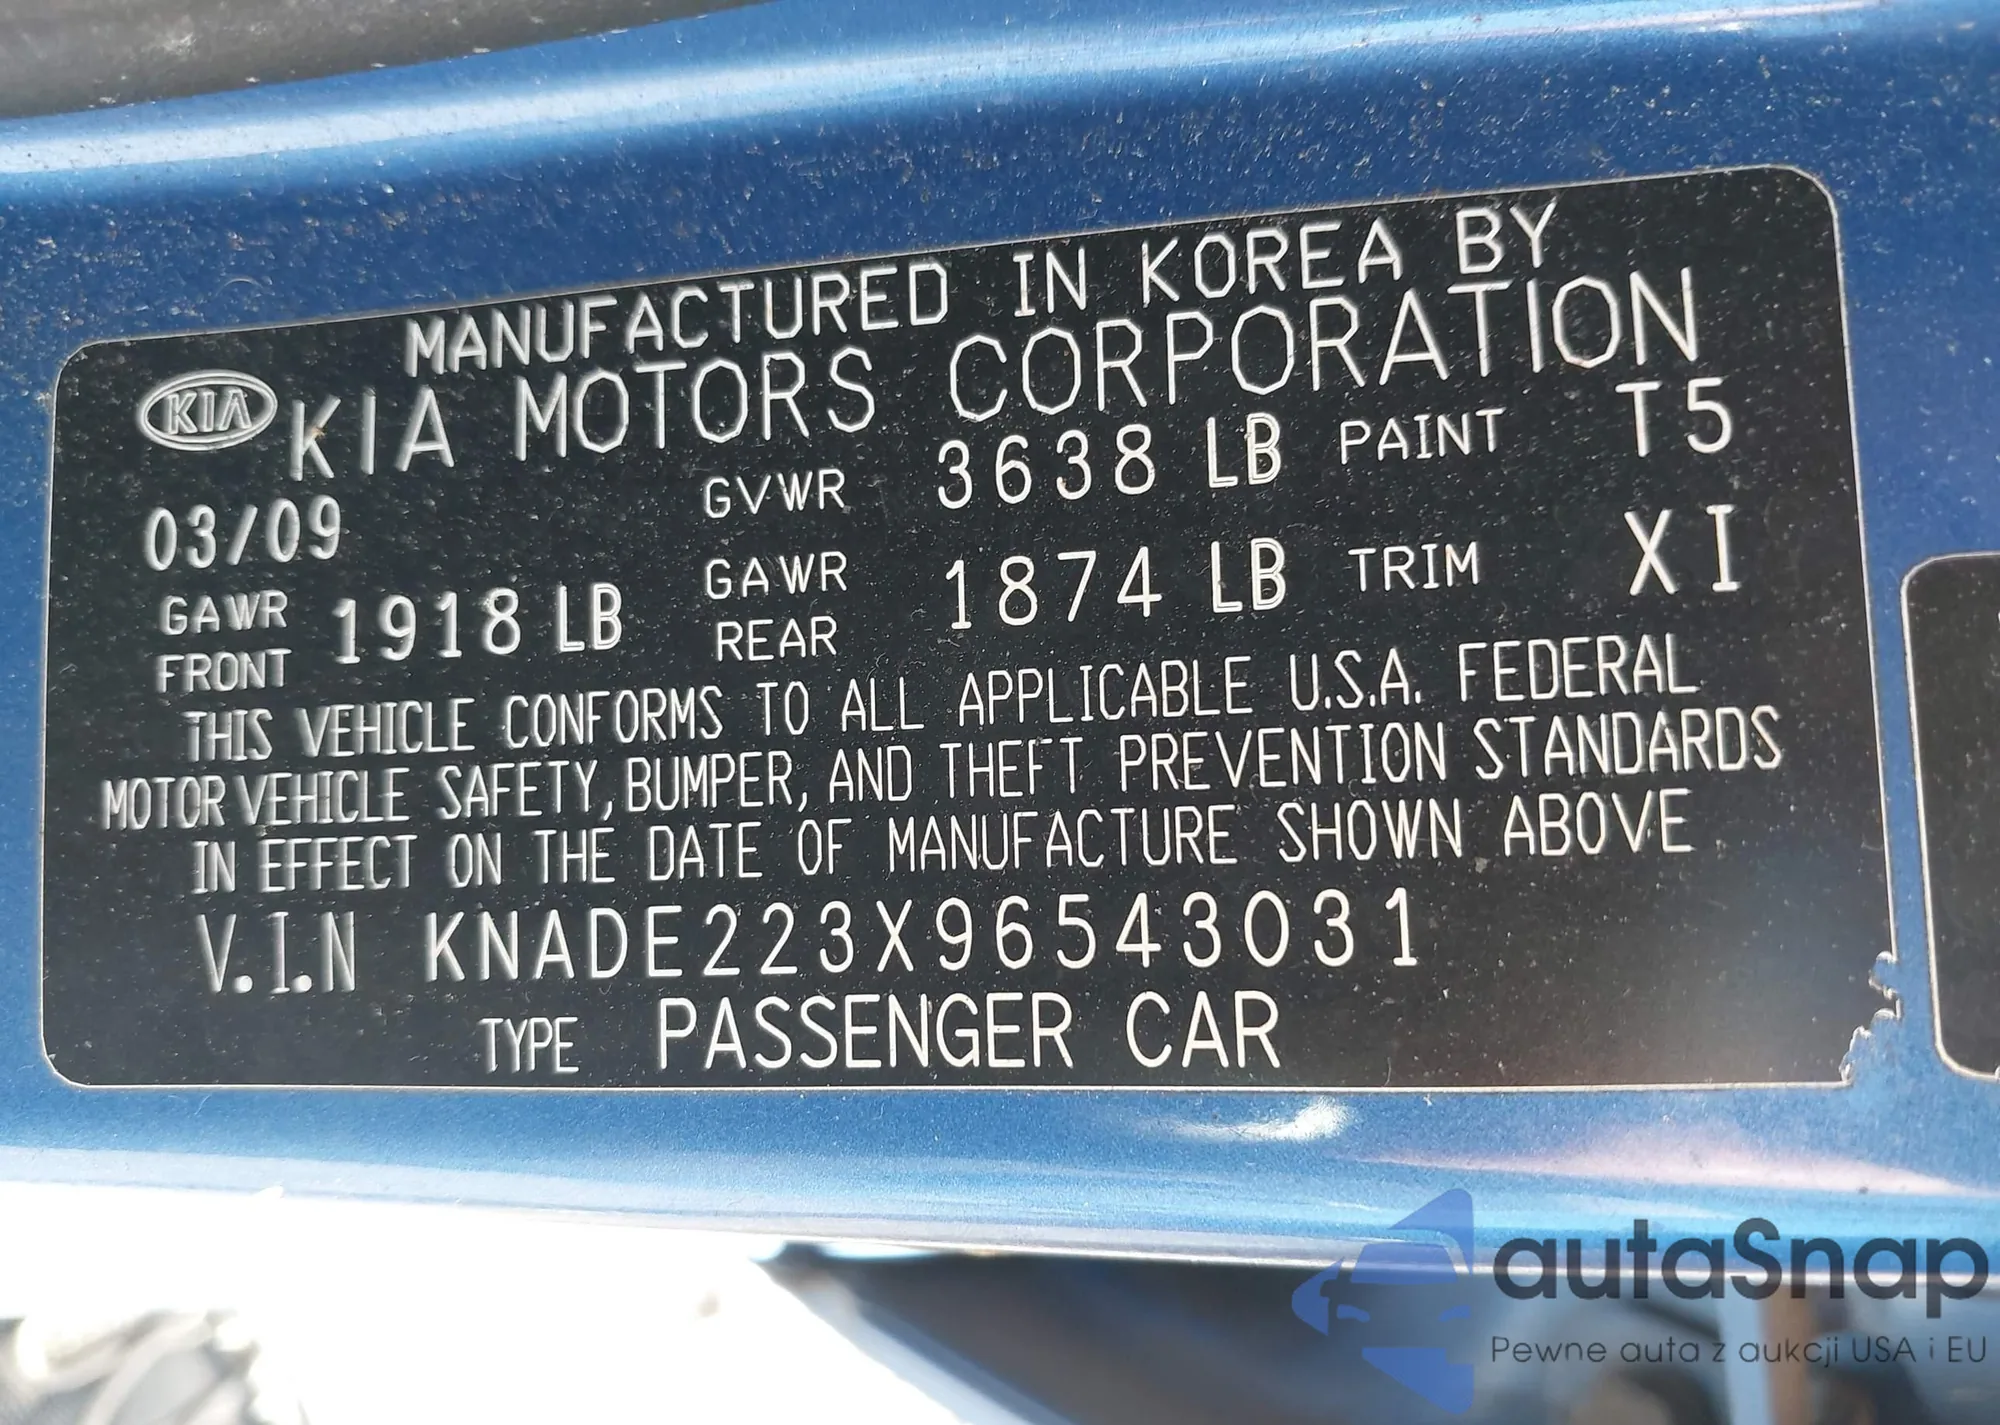 MANUFACTURED IN KOREA BY
KIA KIA MOTORS CORPORATION
03/09 GVWR 3638 LB PAINT T5
GAWR FRONT 1918 LB GAWR REAR 1874 LB TRIM XI
THIS VEHICLE CONFORMS TO ALL APPLICABLE U.S.A. FEDERAL
MOTOR VEHICLE SAFETY, BUMPER, AND THEFT PREVENTION STANDARDS
IN EFFECT ON THE DATE OF MANUFACTURE SHOWN ABOVE
V.I.N KNADE223X96543031
TYPE PASSENGER CAR
autaSnap
Pewne auta z aukcji USA i EU